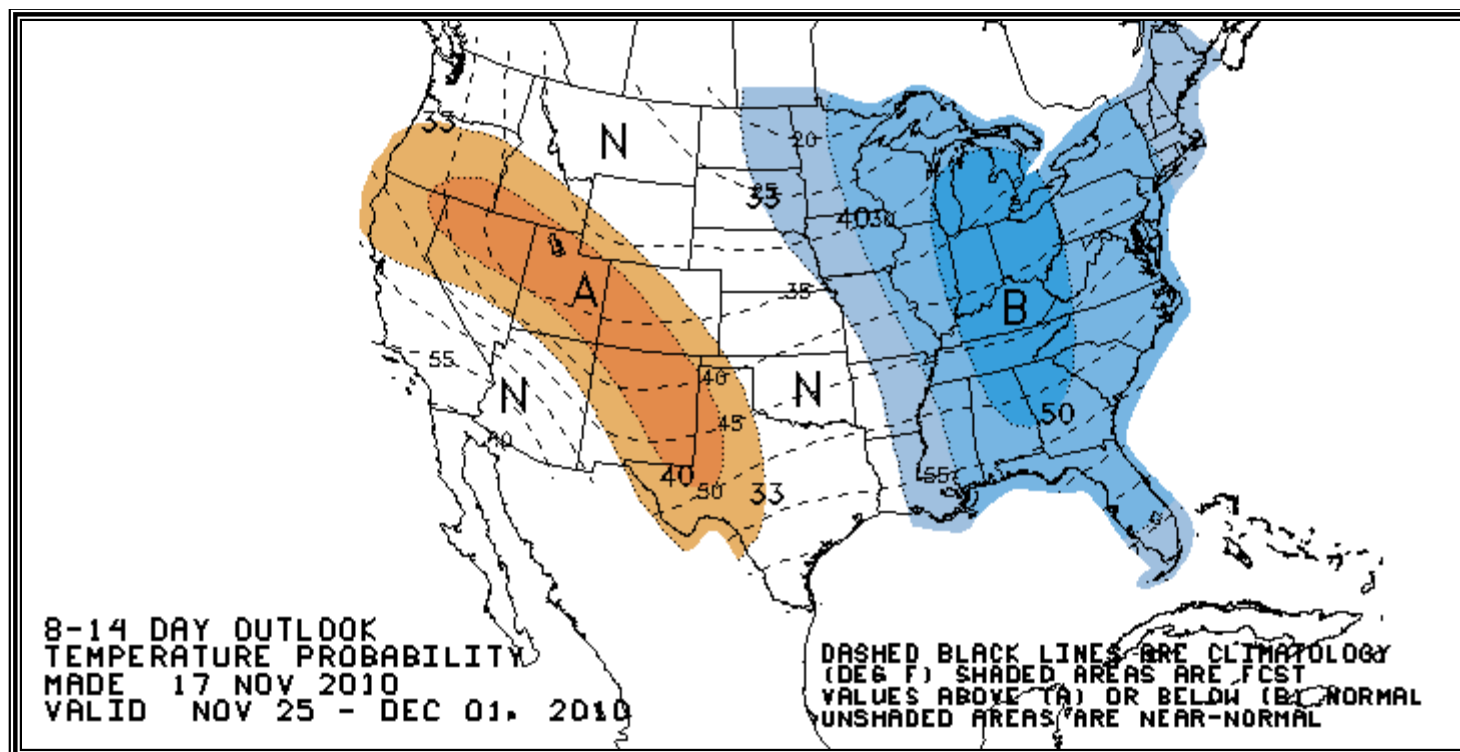 33
N
20
35
33
40
30
A
B
35
55
N
40
N
45
50
40
50
33
55
8-14 DAY OUTLOOK
TEMPERATURE PROBABILITY
MADE 17 NOV 2010
VALID NOV 25 - DEC 01, 2010
DASHED BLACK LINES ARE CLIMATOLOGY
(DEG F) SHADED AREAS ARE FCST
VALUES ABOVE (A) OR BELOW (B) NORMAL
UNSHADED AREAS ARE NEAR-NORMAL